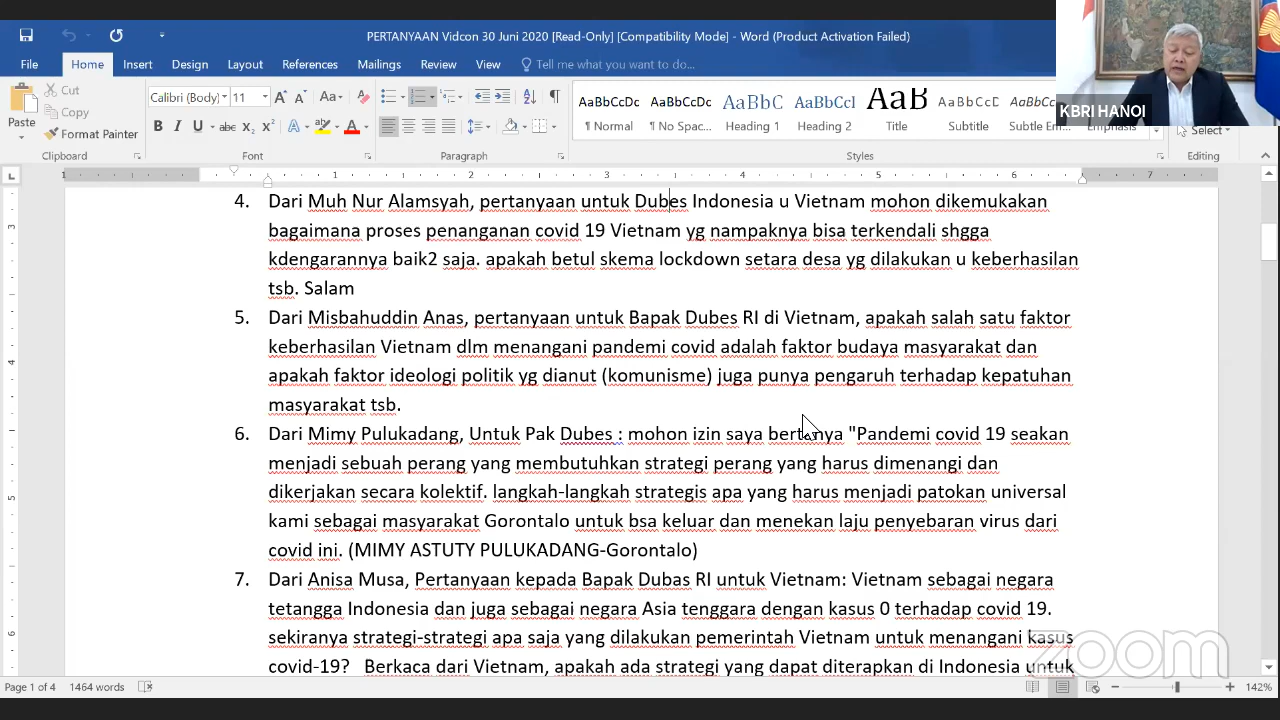 PERTANYAAN Vidcon 30 Juni 2020 [Read-Only] [Compatibility Mode] - Word (Product Activation Failed)
File Home Insert Design Layout References Mailings Review View Tell me what you want to do...
KBRI HANOI
Cut
Copy
Format Painter
Paste
Clipboard
Calibri (Body) 11
Font
Paragraph
AaBbCcDc AaBbCcDc AaBbC AaBbCcI AaB AaBbCcD AaBbCc
¶ Normal ¶ No Spac... Heading 1 Heading 2 Title Subtitle Subtle Em... Emphasis
Styles
Select
Editing
1 1 2 3 4 5 6 7
4. Dari Muh Nur Alamsyah, pertanyaan untuk Dubes Indonesia u Vietnam mohon dikemukakan
bagaimana proses penanganan covid 19 Vietnam yg nampaknya bisa terkendali shgga
kdengarannya baik2 saja. apakah betul skema lockdown setara desa yg dilakukan u keberhasilan
tsb. Salam
5. Dari Misbahuddin Anas, pertanyaan untuk Bapak Dubes RI di Vietnam, apakah salah satu faktor
keberhasilan Vietnam dlm menangani pandemi covid adalah faktor budaya masyarakat dan
apakah faktor ideologi politik yg dianut (komunisme) juga punya pengaruh terhadap kepatuhan
masyarakat tsb.
6. Dari Mimy Pulukadang, Untuk Pak Dubes : mohon izin saya bertanya "Pandemi covid 19 seakan
menjadi sebuah perang yang membutuhkan strategi perang yang harus dimenangi dan
dikerjakan secara kolektif. langkah-langkah strategis apa yang harus menjadi patokan universal
kami sebagai masyarakat Gorontalo untuk bsa keluar dan menekan laju penyebaran virus dari
covid ini. (MIMY ASTUTY PULUKADANG-Gorontalo)
7. Dari Anisa Musa, Pertanyaan kepada Bapak Dubas RI untuk Vietnam: Vietnam sebagai negara
tetangga Indonesia dan juga sebagai negara Asia tenggara dengan kasus 0 terhadap covid 19.
sekiranya strategi-strategi apa saja yang dilakukan pemerintah Vietnam untuk menangani kasus
covid-19? Berkaca dari Vietnam, apakah ada strategi yang dapat diterapkan di Indonesia untuk
zoom
Page 1 of 4 1464 words 142%